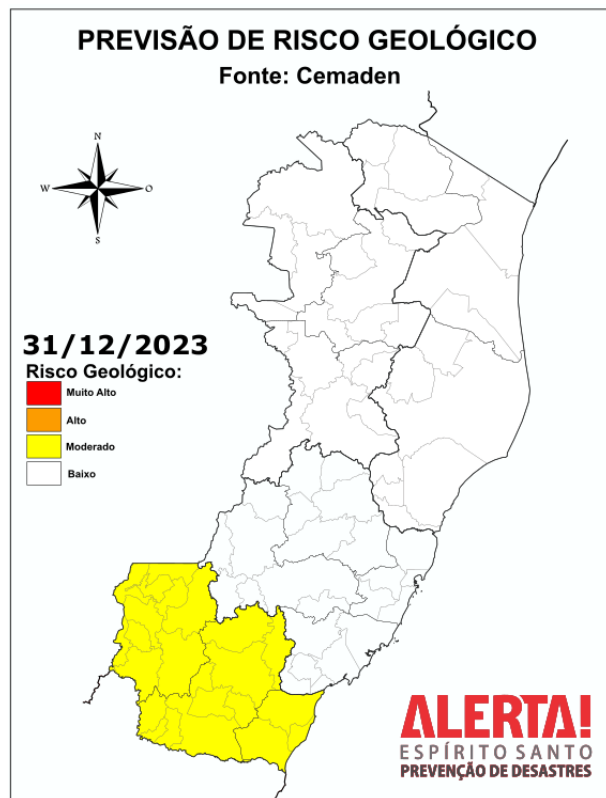 PREVISÃO DE RISCO GEOLÓGICO
Fonte: Cemaden
N
W
O
S
31/12/2023
Risco Geológico:
Muito Alto
Alto
Moderado
Baixo
ALERTA!
ESPÍRITO SANTO
PREVENÇÃO DE DESASTRES